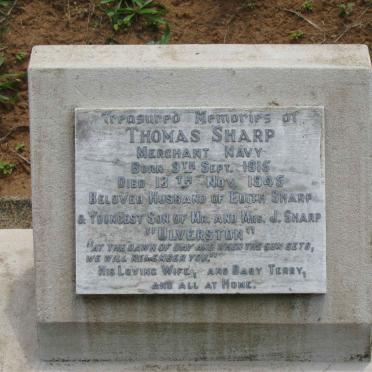 Treasured Memories of
Thomas Sharp
Merchant Navy
Born 9th Sept. 1915
Died 13th Nov. 1945
Beloved Husband of Edith Sharp
& Youngest Son of Mr. and Mrs. J. Sharp
"Ulverston"
"At the dawn of day and when the sun sets,
we will remember you."
His Loving Wife, and Baby Terry,
and all at Home.